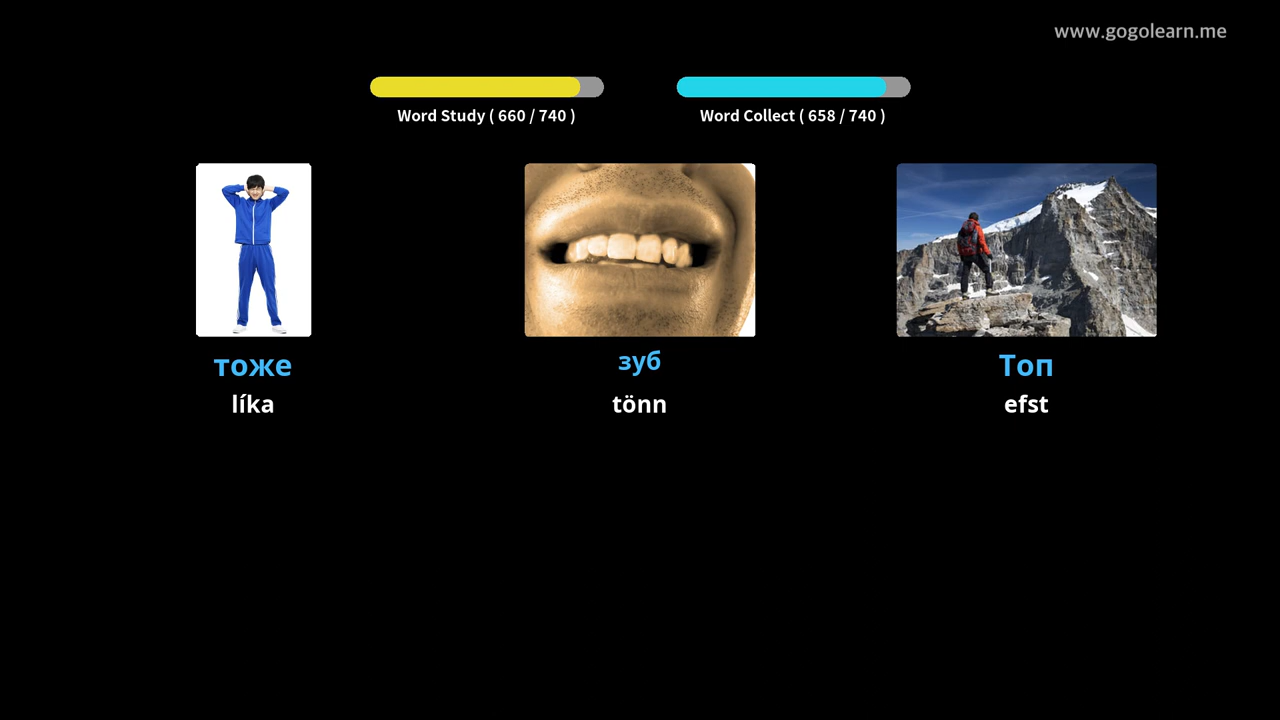 www.gogolearn.me
Word Study ( 660 / 740 )
Word Collect ( 658 / 740 )
тоже
зуб
Топ
líka
tönn
efst